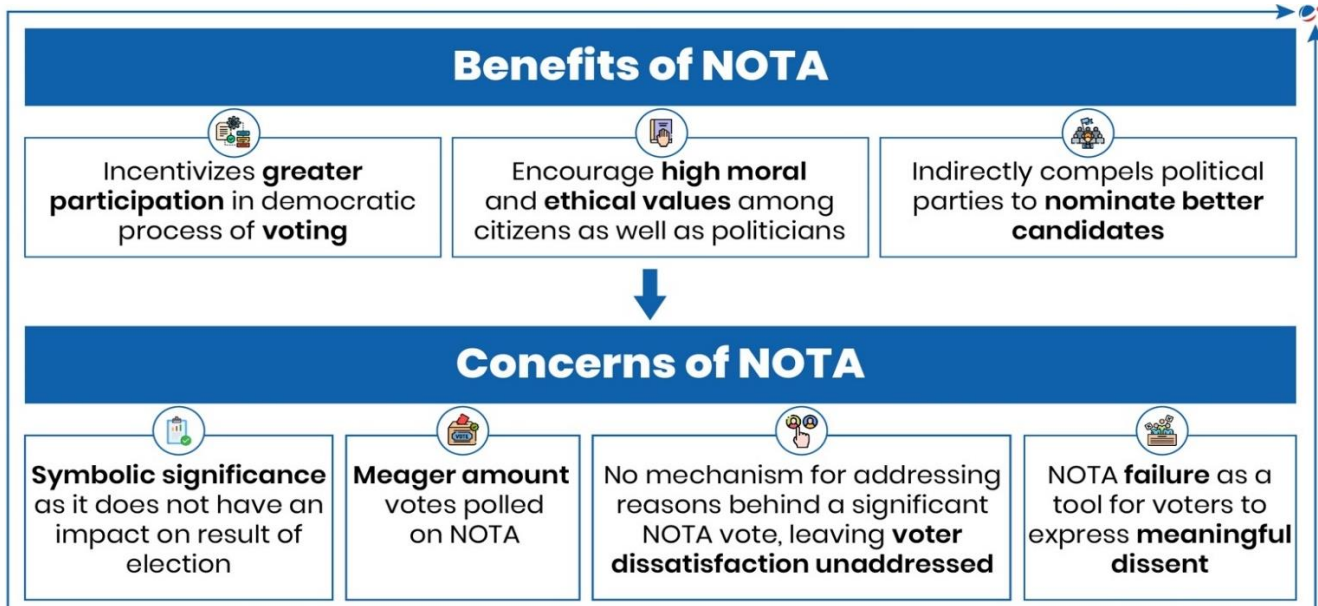 Benefits of NOTA
Incentivizes greater
participation in democratic
process of voting
Encourage high moral
and ethical values among
citizens as well as politicians
Indirectly compels political
parties to nominate better
candidates
Concerns of NOTA
Symbolic significance
as it does not have an
impact on result of
election
VOTE
Meager amount
votes polled
on NOTA
No mechanism for addressing
reasons behind a significant
NOTA vote, leaving voter
dissatisfaction unaddressed
NOTA failure as a
tool for voters to
express meaningful
dissent